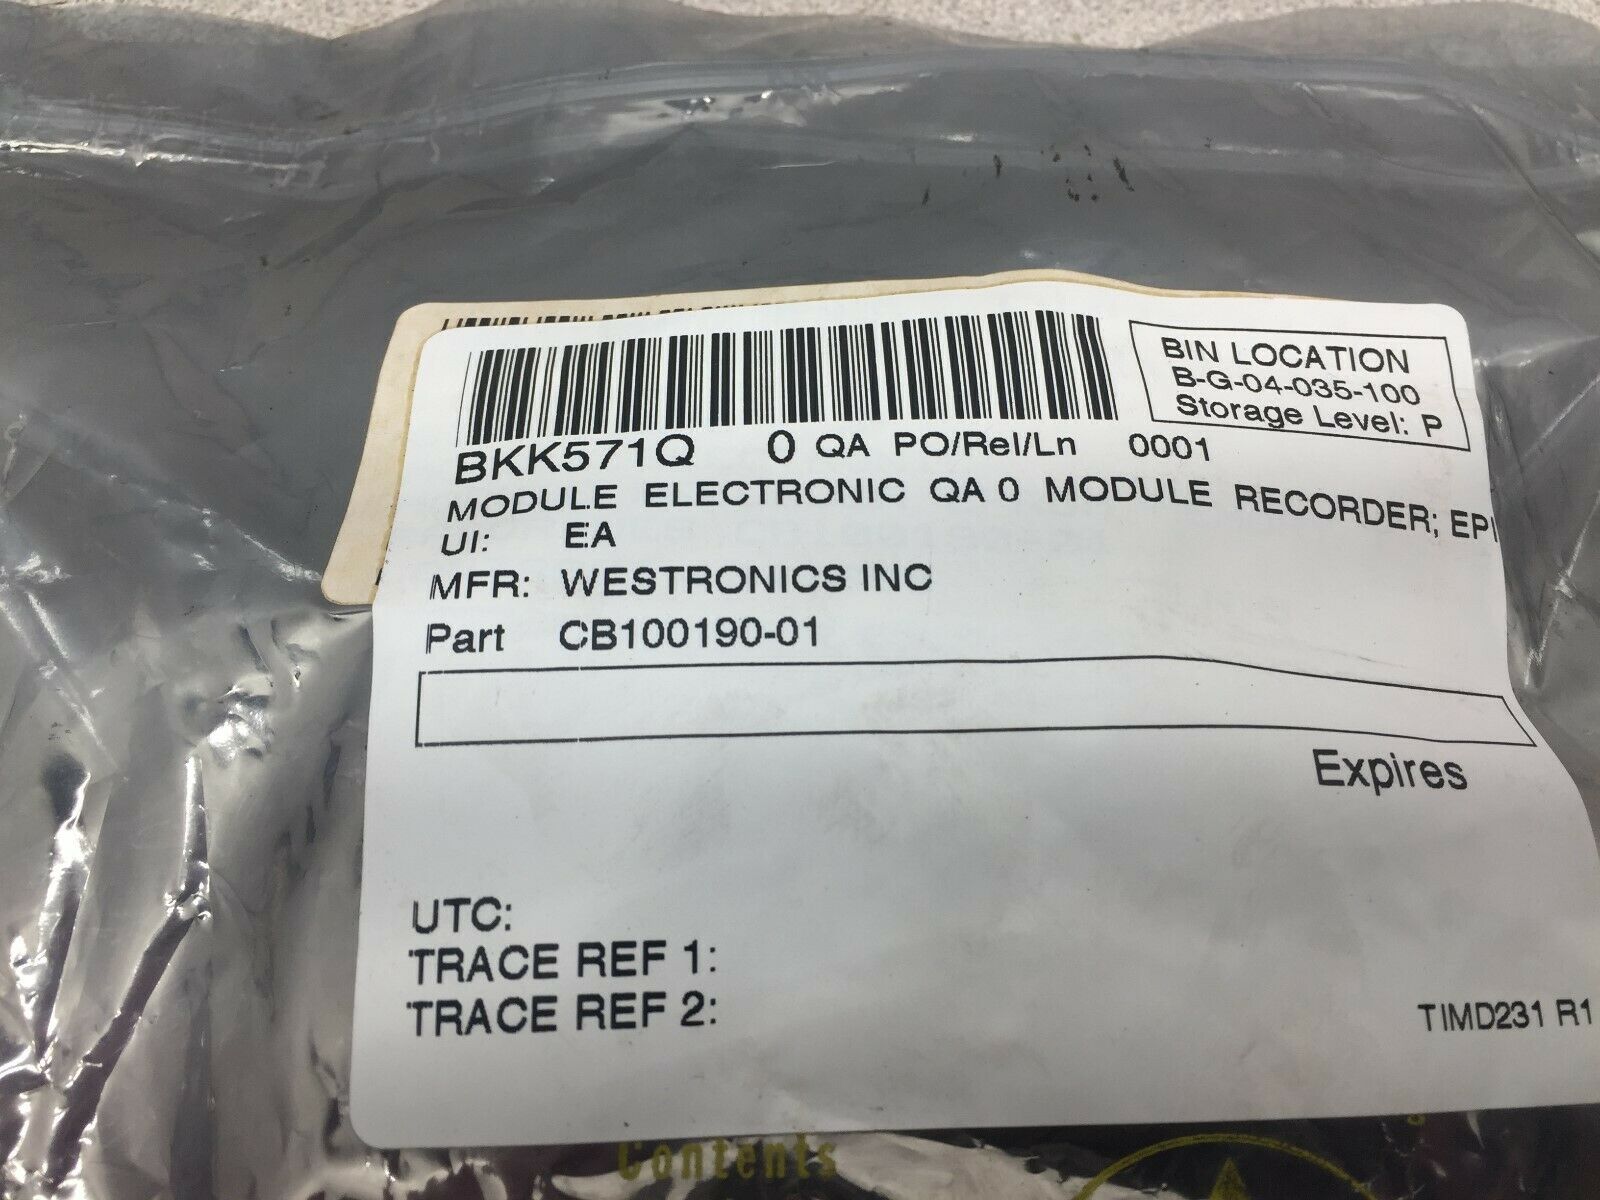 BIN LOCATION
B-G-04-035-100
Storage Level: P
BKK571Q 0 QA PO/Rel/Ln 0001
MODULE ELECTRONIC QA 0 MODULE RECORDER; EPI
UI: EA
MFR: WESTRONICS INC
Part CB100190-01
Expires
UTC:
TRACE REF 1:
TRACE REF 2:
TIMD231 R1
Contents